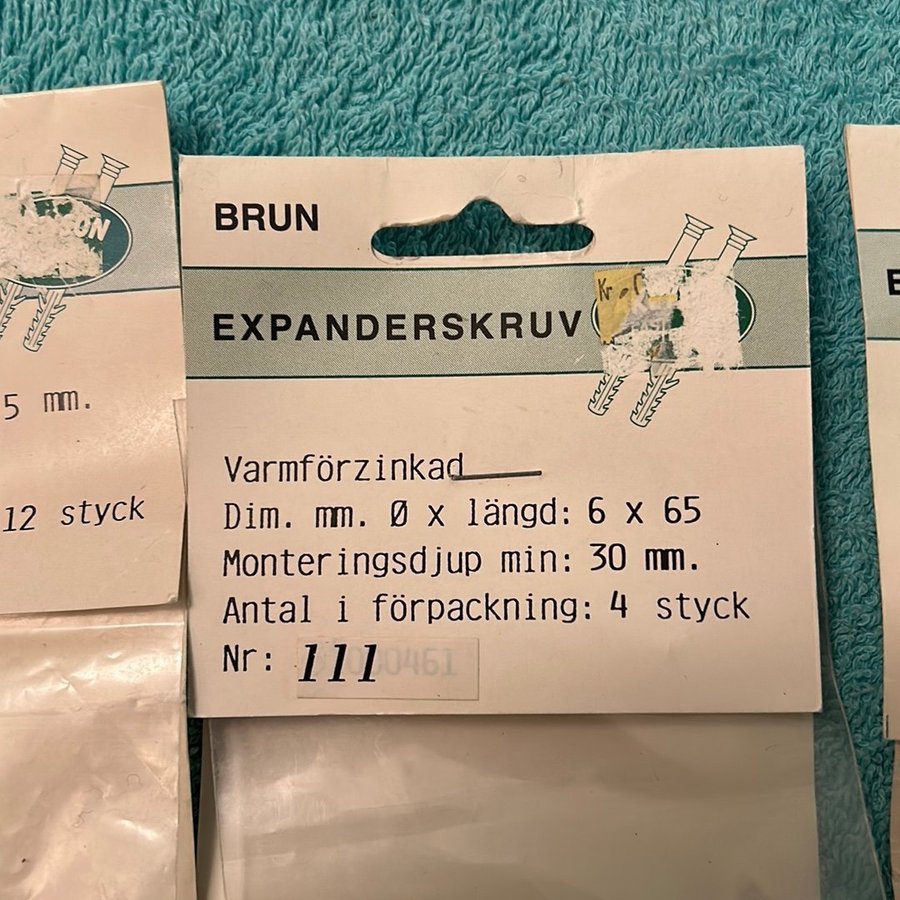 BRUN
EXPANDERSKRUV
Kr
Varmförzinkad
Dim. mm. Ø x längd: 6 x 65
Monteringsdjup min: 30 mm.
Antal i förpackning: 4 styck
Nr: 111
5 mm.
12 styck